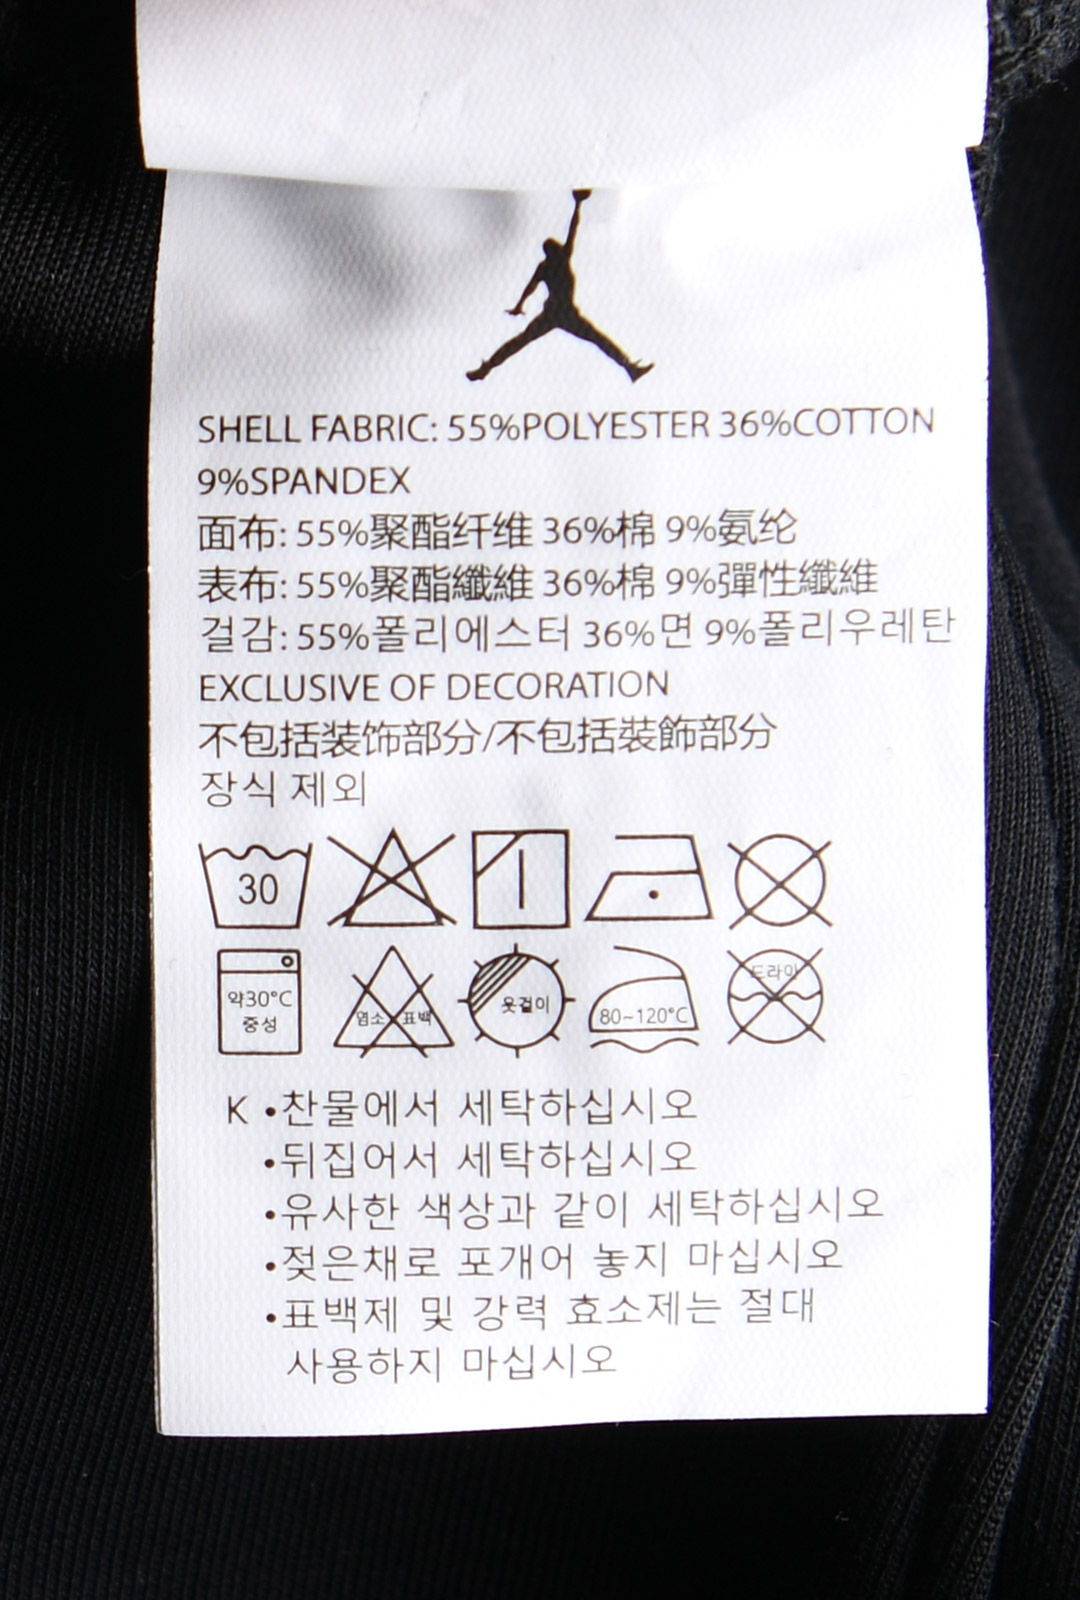 SHELL FABRIC: 55%POLYESTER 36%COTTON
9%SPANDEX
面布: 55%聚酯纤维 36%棉 9%氨纶
表布: 55%聚酯纖維 36%棉 9%彈性纖維
걸감: 55%폴리에스터 36%면 9%폴리우레탄
EXCLUSIVE OF DECORATION
不包括装饰部分/不包括裝飾部分
장식 제외
30
약30°C
중성
염소 표백
옷걸이
80~120°C
드라이
K •찬물에서 세탁하십시오
•뒤집어서 세탁하십시오
•유사한 색상과 같이 세탁하십시오
•젖은채로 포개어 놓지 마십시오
•표백제 및 강력 효소제는 절대
사용하지 마십시오